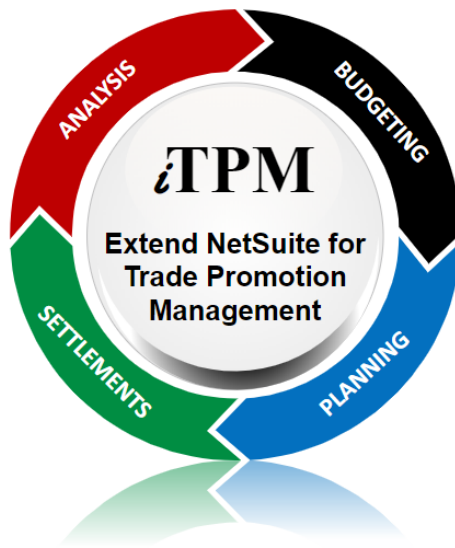 ANALYSIS
BUDGETING
iTPM
Extend NetSuite for
Trade Promotion
Management
SETTLEMENTS
PLANNING